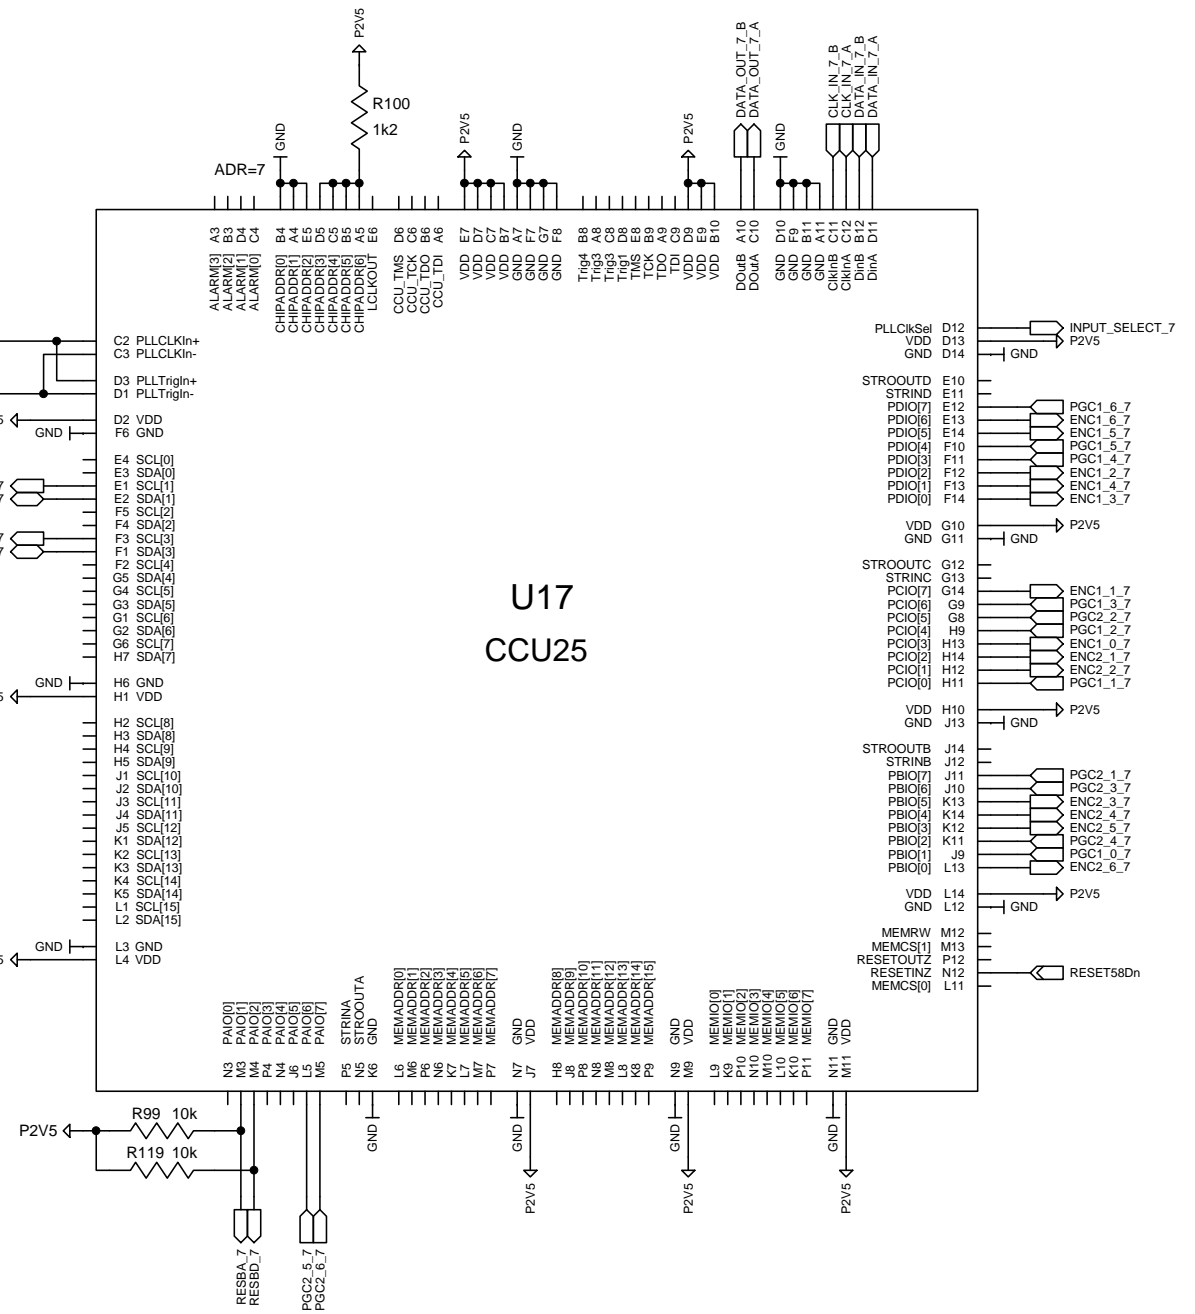 P2V5
R100
1k2
ADR=7
GND
P2V5
GND
P2V5
DATA_OUT_7_B
DATA_OUT_7_A
GND
CLK_IN_7_B
CLK_IN_7_A
DATA_IN_7_B
DATA_IN_7_A
A3 ALARM[3]
B3 ALARM[2]
D4 ALARM[1]
C4 ALARM[0]
B4 CHIPADDR[0]
A4 CHIPADDR[1]
E5 CHIPADDR[2]
D5 CHIPADDR[3]
C5 CHIPADDR[4]
B5 CHIPADDR[5]
A5 CHIPADDR[6]
E6 LCLKOUT
D6 CCU_TMS
C6 CCU_TCK
B6 CCU_TDO
A6 CCU_TDI
E7 VDD
D7 VDD
C7 VDD
B7 VDD
A7 GND
F7 GND
G7 GND
F8 GND
B8 Trig4
A8 Trig3
C8 Trig3
D8 Trig1
E8 TMS
B9 TCK
A9 TDO
C9 TDI
D9 VDD
E9 VDD
B10 VDD
A10 DOutB
C10 DOutA
D10 GND
F9 GND
B11 GND
A11 GND
C11 ClkInB
C12 ClkinA
B12 DinB
D11 DinA
C2 PLLCLKIn+
C3 PLLCLKIn-
D3 PLLTrigIn+
D1 PLLTrigIn-
5
D2 VDD
GND F6 GND
E4 SCL[0]
E3 SDA[0]
7 E1 SCL[1]
7 E2 SDA[1]
F5 SCL[2]
F4 SDA[2]
7 F3 SCL[3]
7 F1 SDA[3]
F2 SCL[4]
G5 SDA[4]
G4 SCL[5]
G3 SDA[5]
G1 SCL[6]
G2 SDA[6]
G6 SCL[7]
H7 SDA[7]
GND H6 GND
5 H1 VDD
H2 SCL[8]
H3 SDA[8]
H4 SCL[9]
H5 SDA[9]
J1 SCL[10]
J2 SDA[10]
J3 SCL[11]
J4 SDA[11]
J5 SCL[12]
K1 SDA[12]
K2 SCL[13]
K3 SDA[13]
K4 SCL[14]
K5 SDA[14]
L1 SCL[15]
L2 SDA[15]
GND L3 GND
5 L4 VDD
U17
CCU25
PLLClkSel D12 INPUT_SELECT_7
VDD D13 P2V5
GND D14 GND
STROOUTD E10
STRIND E11
PDIO[7] E12 PGC1_6_7
PDIO[6] E13 ENC1_6_7
PDIO[5] E14 ENC1_5_7
PDIO[4] F10 PGC1_5_7
PDIO[3] F11 PGC1_4_7
PDIO[2] F12 ENC1_2_7
PDIO[1] F13 ENC1_4_7
PDIO[0] F14 ENC1_3_7
VDD G10 P2V5
GND G11 GND
STROOUTC G12
STRINC G13
PCIO[7] G14 ENC1_1_7
PCIO[6] G9 PGC1_3_7
PCIO[5] G8 PGC2_2_7
PCIO[4] H9 PGC1_2_7
PCIO[3] H13 ENC1_0_7
PCIO[2] H14 ENC2_1_7
PCIO[1] H12 ENC2_2_7
PCIO[0] H11 PGC1_1_7
VDD H10 P2V5
GND J13 GND
STROOUTB J14
STRINB J12
PBIO[7] J11 PGC2_1_7
PBIO[6] J10 PGC2_3_7
PBIO[5] K13 ENC2_3_7
PBIO[4] K14 ENC2_4_7
PBIO[3] K12 ENC2_5_7
PBIO[2] K11 PGC2_4_7
PBIO[1] J9 PGC1_0_7
PBIO[0] L13 ENC2_6_7
VDD L14 P2V5
GND L12 GND
MEMRW M12
MEMCS[1] M13
RESETOUTZ P12
RESETINZ N12 RESET58Dn
MEMCS[0] L11
N3 PAIO[0]
M3 PAIO[1]
M4 PAIO[2]
P4 PAIO[3]
N4 PAIO[4]
J6 PAIO[5]
L5 PAIO[6]
M5 PAIO[7]
P5 STRINA
N5 STROOUTA
K6 GND
L6 MEMADDR[0]
M6 MEMADDR[1]
P6 MEMADDR[2]
N6 MEMADDR[3]
K7 MEMADDR[4]
L7 MEMADDR[5]
M7 MEMADDR[6]
P7 MEMADDR[7]
N7 GND
J7 VDD
H8 MEMADDR[8]
J8 MEMADDR[9]
P8 MEMADDR[10]
N8 MEMADDR[11]
M8 MEMADDR[12]
L8 MEMADDR[13]
K8 MEMADDR[14]
P9 MEMADDR[15]
N9 GND
M9 VDD
L9 MEMIO[0]
K9 MEMIO[1]
P10 MEMIO[2]
N10 MEMIO[3]
M10 MEMIO[4]
L10 MEMIO[5]
K10 MEMIO[6]
P11 MEMIO[7]
N11 GND
M11 VDD
R99 10k
P2V5
R119 10k
GND
GND
P2V5
GND
P2V5
GND
P2V5
RESBA_7
RESBD_7
PGC2_5_7
PGC2_6_7